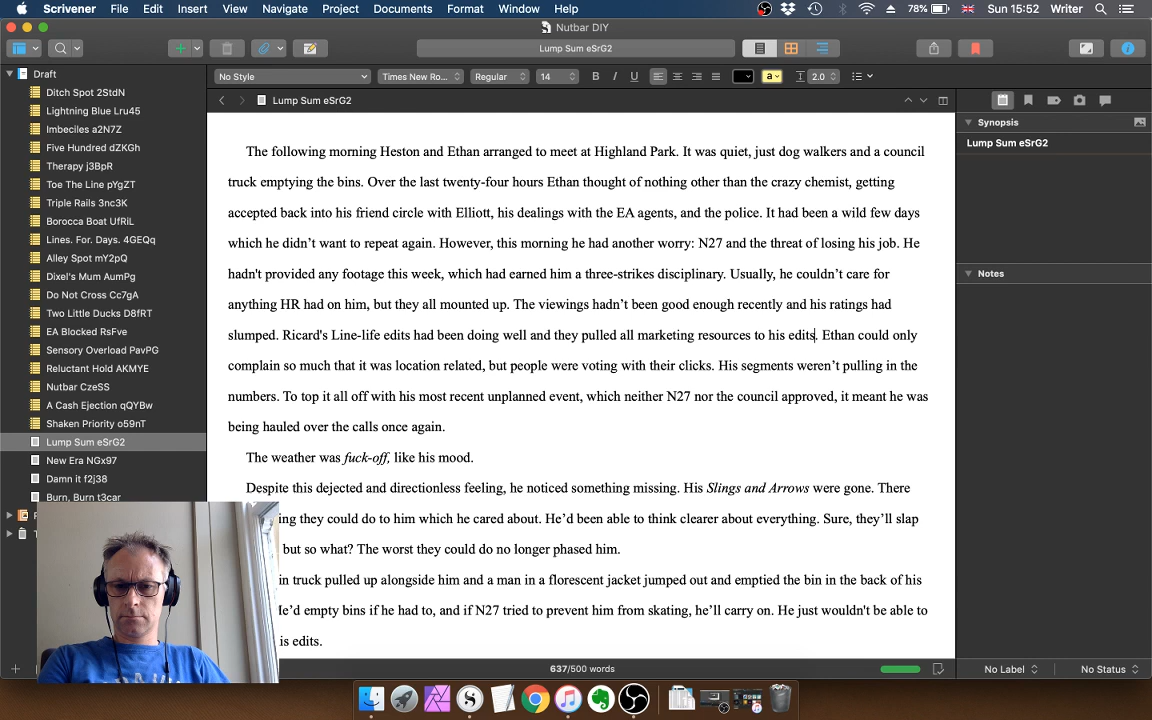 Scrivener File Edit Insert View Navigate Project Documents Format Window Help 78% Sun 15:52 Writer
Nutbar DIY
Lump Sum eSrG2
No Style Times New Ro... Regular 14 B I U a 2.0
Lump Sum eSrG2
Draft
Ditch Spot 2StdN
Lightning Blue Lru45
Imbeciles a2N7Z
Five Hundred dZKGh
Therapy j3BpR
Toe The Line pYgZT
Triple Rails 3nc3K
Borocca Boat UfRiL
Lines. For. Days. 4GEQq
Alley Spot mY2pQ
Dixel's Mum AumPg
Do Not Cross Cc7gA
Two Little Ducks D8fRT
EA Blocked RsFve
Sensory Overload PavPG
Reluctant Hold AKMYE
Nutbar CzeSS
A Cash Ejection qQYBw
Shaken Priority o59nT
Lump Sum eSrG2
New Era NGx97
Damn it f2j38
Burn, Burn t3car
The following morning Heston and Ethan arranged to meet at Highland Park. It was quiet, just dog walkers and a council
truck emptying the bins. Over the last twenty-four hours Ethan thought of nothing other than the crazy chemist, getting
accepted back into his friend circle with Elliott, his dealings with the EA agents, and the police. It had been a wild few days
which he didn’t want to repeat again. However, this morning he had another worry: N27 and the threat of losing his job. He
hadn't provided any footage this week, which had earned him a three-strikes disciplinary. Usually, he couldn’t care for
anything HR had on him, but they all mounted up. The viewings hadn’t been good enough recently and his ratings had
slumped. Ricard's Line-life edits had been doing well and they pulled all marketing resources to his edits. Ethan could only
complain so much that it was location related, but people were voting with their clicks. His segments weren’t pulling in the
numbers. To top it all off with his most recent unplanned event, which neither N27 nor the council approved, it meant he was
being hauled over the calls once again.
The weather was fuck-off, like his mood.
Despite this dejected and directionless feeling, he noticed something missing. His Slings and Arrows were gone. There
ing they could do to him which he cared about. He’d been able to think clearer about everything. Sure, they’ll slap
but so what? The worst they could do no longer phased him.
in truck pulled up alongside him and a man in a florescent jacket jumped out and emptied the bin in the back of his
He’d empty bins if he had to, and if N27 tried to prevent him from skating, he’ll carry on. He just wouldn't be able to
is edits.
637/500 words
Synopsis
Lump Sum eSrG2
Notes
No Label No Status